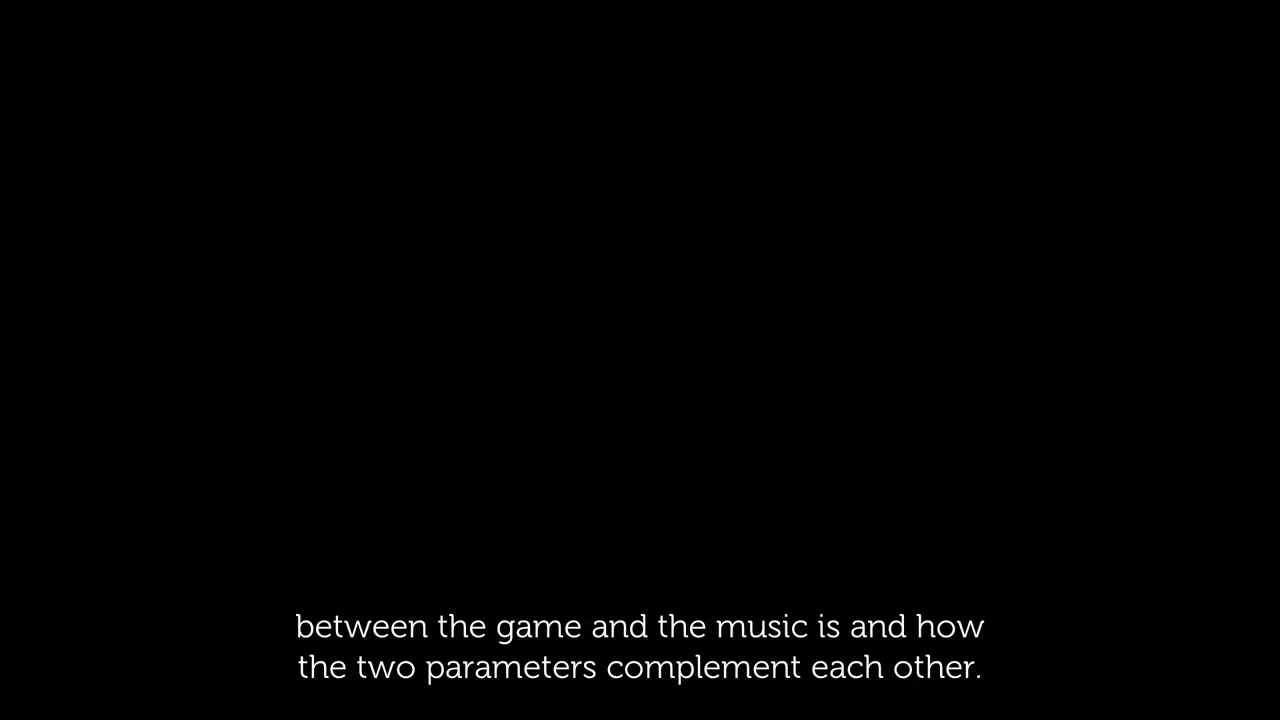 between the game and the music is and how
the two parameters complement each other.